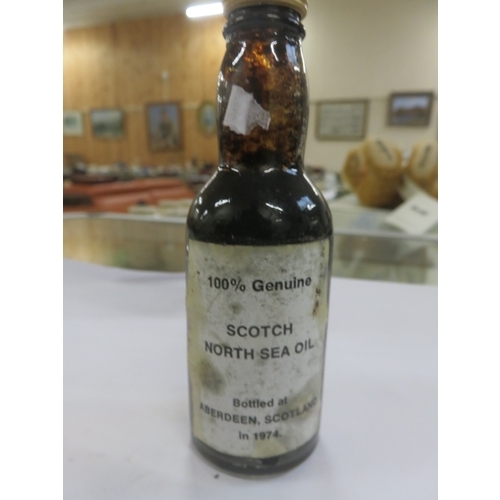 100% Genuine
SCOTCH
NORTH SEA OIL
Bottled at
ABERDEEN, SCOTLAND
in 1974.